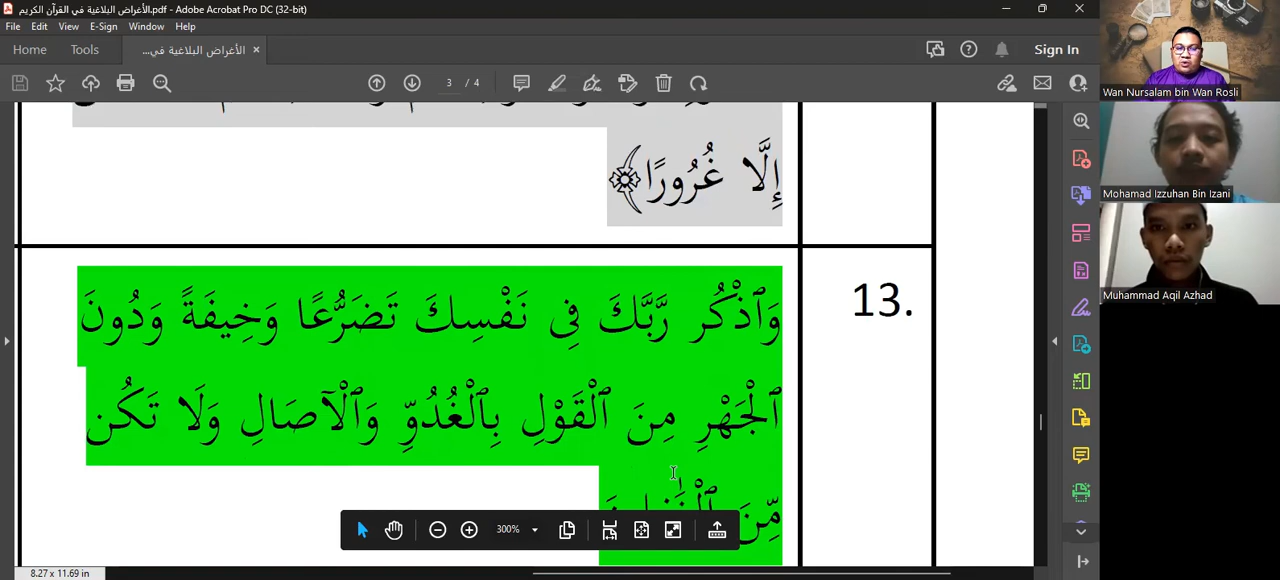 الأغراض البلاغية في القرآن الكريم.pdf - Adobe Acrobat Pro DC (32-bit)
File Edit View E-Sign Window Help
Home Tools الأغراض البلاغية في... × Sign In
3 / 4
إِلَّا غُرُورًا﴾
13.
وَٱذْكُر رَّبَّكَ فِى نَفْسِكَ تَضَرُّعًا وَخِيفَةً وَدُونَ
ٱلْجَهْرِ مِنَ ٱلْقَوْلِ بِٱلْغُدُوِّ وَٱلْآصَالِ وَلَا تَكُن
مِّنَ
300%
8.27 x 11.69 in
Wan Nursalam bin Wan Rosli
Mohamad Izzuhan Bin Izani
Muhammad Aqil Azhad